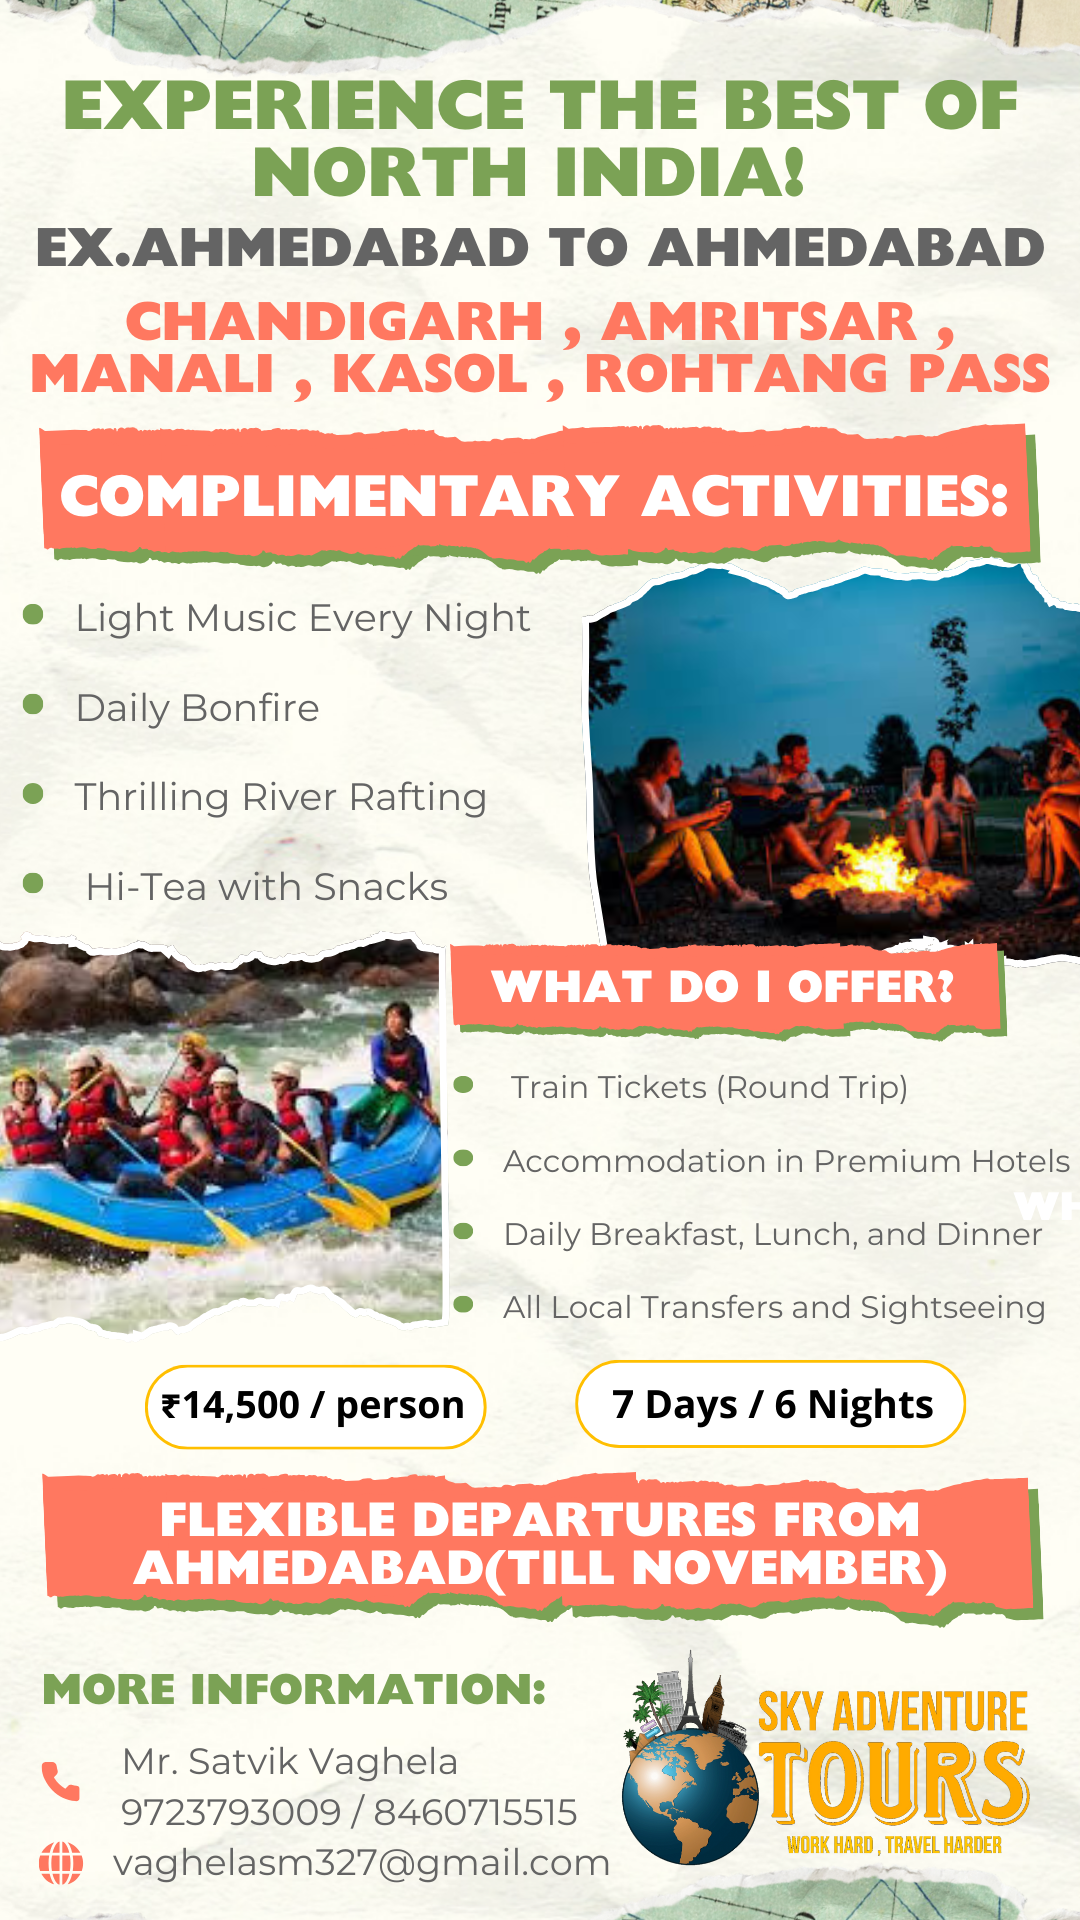 EXPERIENCE THE BEST OF
NORTH INDIA!
EX.AHMEDABAD TO AHMEDABAD
CHANDIGARH , AMRITSAR ,
MANALI , KASOL , ROHTANG PASS
COMPLIMENTARY ACTIVITIES:
Light Music Every Night
Daily Bonfire
Thrilling River Rafting
Hi-Tea with Snacks
WHAT DO I OFFER?
Train Tickets (Round Trip)
Accommodation in Premium Hotels
WH
Daily Breakfast, Lunch, and Dinner
All Local Transfers and Sightseeing
₹14,500 / person
7 Days / 6 Nights
FLEXIBLE DEPARTURES FROM
AHMEDABAD(TILL NOVEMBER)
MORE INFORMATION:
Mr. Satvik Vaghela
9723793009 / 8460715515
vaghelasm327@gmail.com
SKY ADVENTURE
TOURS
WORK HARD , TRAVEL HARDER